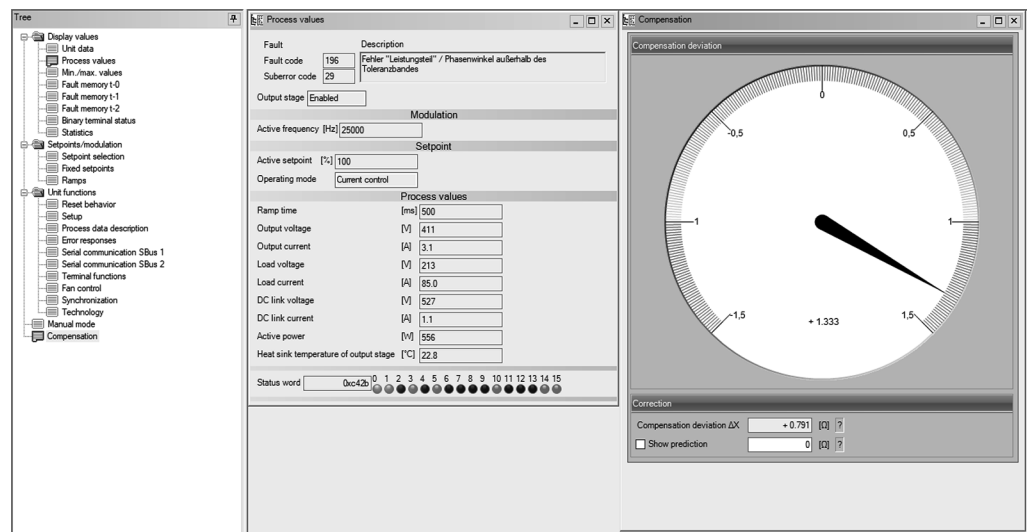 Tree
Display values
Unit data
Process values
Min./max. values
Fault memory t-0
Fault memory t-1
Fault memory t-2
Binary terminal status
Statistics
Setpoints/modulation
Setpoint selection
Fixed setpoints
Ramps
Unit functions
Reset behavior
Setup
Process data description
Error responses
Serial communication SBus 1
Serial communication SBus 2
Terminal functions
Fan control
Synchronization
Technology
Manual mode
Compensation
Process values
Fault Description
Fault code 196 Fehler "Leistungsteil" / Phasenwinkel außerhalb des
Toleranzbandes
Suberror code 29
Output stage Enabled
Modulation
Active frequency [Hz] 25000
Setpoint
Active setpoint [%] 100
Operating mode Current control
Process values
Ramp time [ms] 500
Output voltage [V] 411
Output current [A] 3.1
Load voltage [V] 213
Load current [A] 85.0
DC link voltage [V] 527
DC link current [A] 1.1
Active power [W] 556
Heat sink temperature of output stage [°C] 22.8
Status word 0xc42b 0 1 2 3 4 5 6 7 8 9 10 11 12 13 14 15
Compensation
Compensation deviation
0
-0,5 0,5
-1 1
-1,5 1,5
+ 1.333
Correction
Compensation deviation ΔX + 0.791 [Ω] ?
Show prediction 0 [Ω] ?